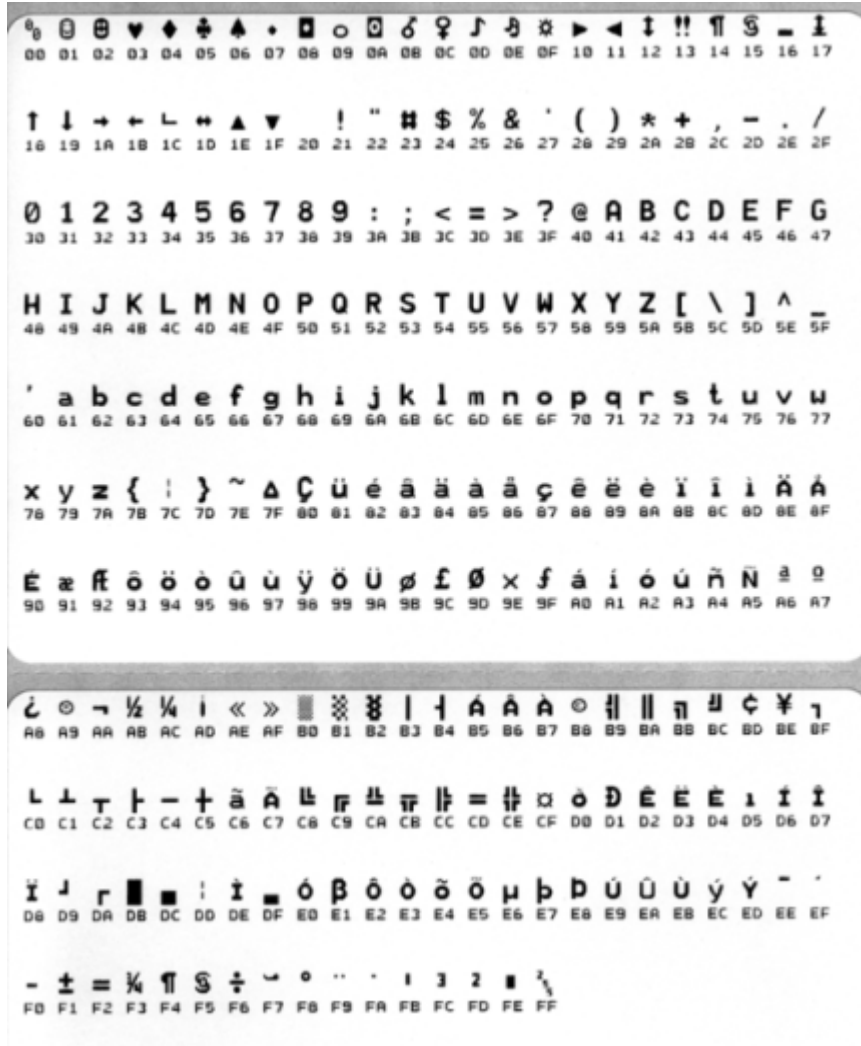 ☺ ☻ ♥ ♦ ♣ ♠ • ◘ ○ ◙ ♂ ♀ ♪ ♫ ¤ ► ◄ ↕ ‼ ¶ § ▬ ↨
00 01 02 03 04 05 06 07 08 09 0A 0B 0C 0D 0E 0F 10 11 12 13 14 15 16 17
↑ ↓ → ← ∟ ↔ ▲ ▼ ! " # $ % & ' ( ) * + , - . /
18 19 1A 1B 1C 1D 1E 1F 20 21 22 23 24 25 26 27 28 29 2A 2B 2C 2D 2E 2F
0 1 2 3 4 5 6 7 8 9 : ; < = > ? @ A B C D E F G
30 31 32 33 34 35 36 37 38 39 3A 3B 3C 3D 3E 3F 40 41 42 43 44 45 46 47
H I J K L M N O P Q R S T U V W X Y Z [ \ ] ^ _
48 49 4A 4B 4C 4D 4E 4F 50 51 52 53 54 55 56 57 58 59 5A 5B 5C 5D 5E 5F
' a b c d e f g h i j k l m n o p q r s t u v w
60 61 62 63 64 65 66 67 68 69 6A 6B 6C 6D 6E 6F 70 71 72 73 74 75 76 77
x y z { ¦ } ~ ∆ Ç ü é â ä à å ç ê ë è ï î ì Ä Å
78 79 7A 7B 7C 7D 7E 7F 80 81 82 83 84 85 86 87 88 89 8A 8B 8C 8D 8E 8F
É æ Æ ô ö ò û ù ÿ Ö Ü ø £ Ø × ƒ á í ó ú ñ Ñ ª º
90 91 92 93 94 95 96 97 98 99 9A 9B 9C 9D 9E 9F A0 A1 A2 A3 A4 A5 A6 A7
¿ ® ¬ ½ ¼ ¡ « » ░ ▒ ▓ │ ┤ Á Â À © ╣ ║ ╗ ╝ ¢ ¥ ┐
A8 A9 AA AB AC AD AE AF B0 B1 B2 B3 B4 B5 B6 B7 B8 B9 BA BB BC BD BE BF
└ ┴ ┬ ├ ─ ┼ ã Ã ╚ ╔ ╩ ╦ ╠ ═ ╬ ¤ ò Ð Ê Ë È ı Í Î
C0 C1 C2 C3 C4 C5 C6 C7 C8 C9 CA CB CC CD CE CF D0 D1 D2 D3 D4 D5 D6 D7
Ï ┘ ┌ █ ▄ ¦ Ì ▬ Ó β Ô Ò õ Õ µ þ Þ Ú Û Ù ý Ý ¯ ´
D8 D9 DA DB DC DD DE DF E0 E1 E2 E3 E4 E5 E6 E7 E8 E9 EA EB EC ED EE EF
- ± = ¾ ¶ § ÷ ¸ ° ¨ · ¹ ³ ² ■
F0 F1 F2 F3 F4 F5 F6 F7 F8 F9 FA FB FC FD FE FF